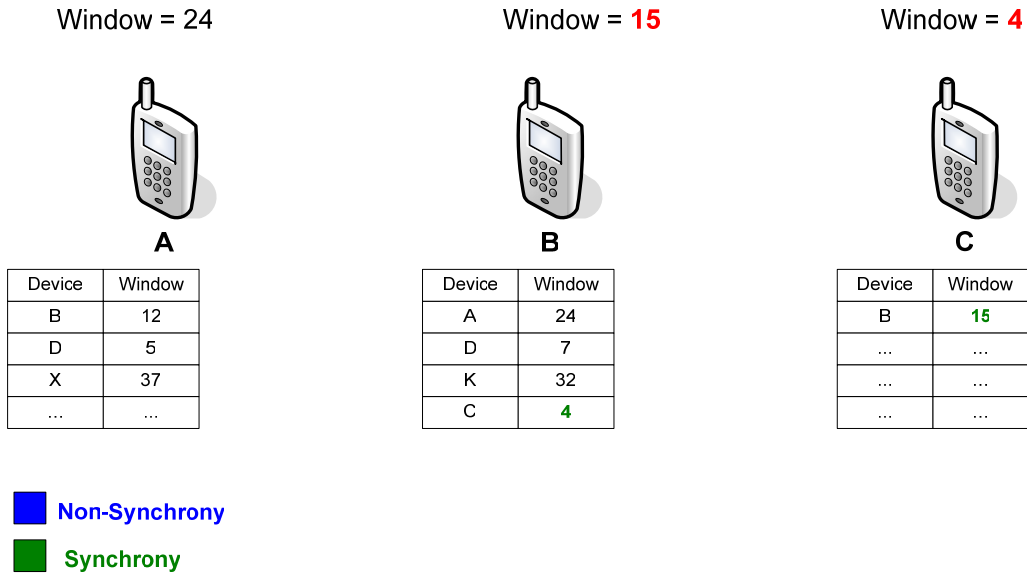 Window = 24
Window = 15
Window = 4
A
B
C
Device Window
B 12
D 5
X 37
... ...
Device Window
A 24
D 7
K 32
C 4
Device Window
B 15
... ...
... ...
... ...
Non-Synchrony
Synchrony